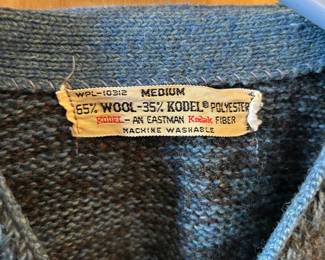 WPL-10312 MEDIUM
65% WOOL-35% KODEL® POLYESTER
KODEL - AN EASTMAN Kodak FIBER
MACHINE WASHABLE